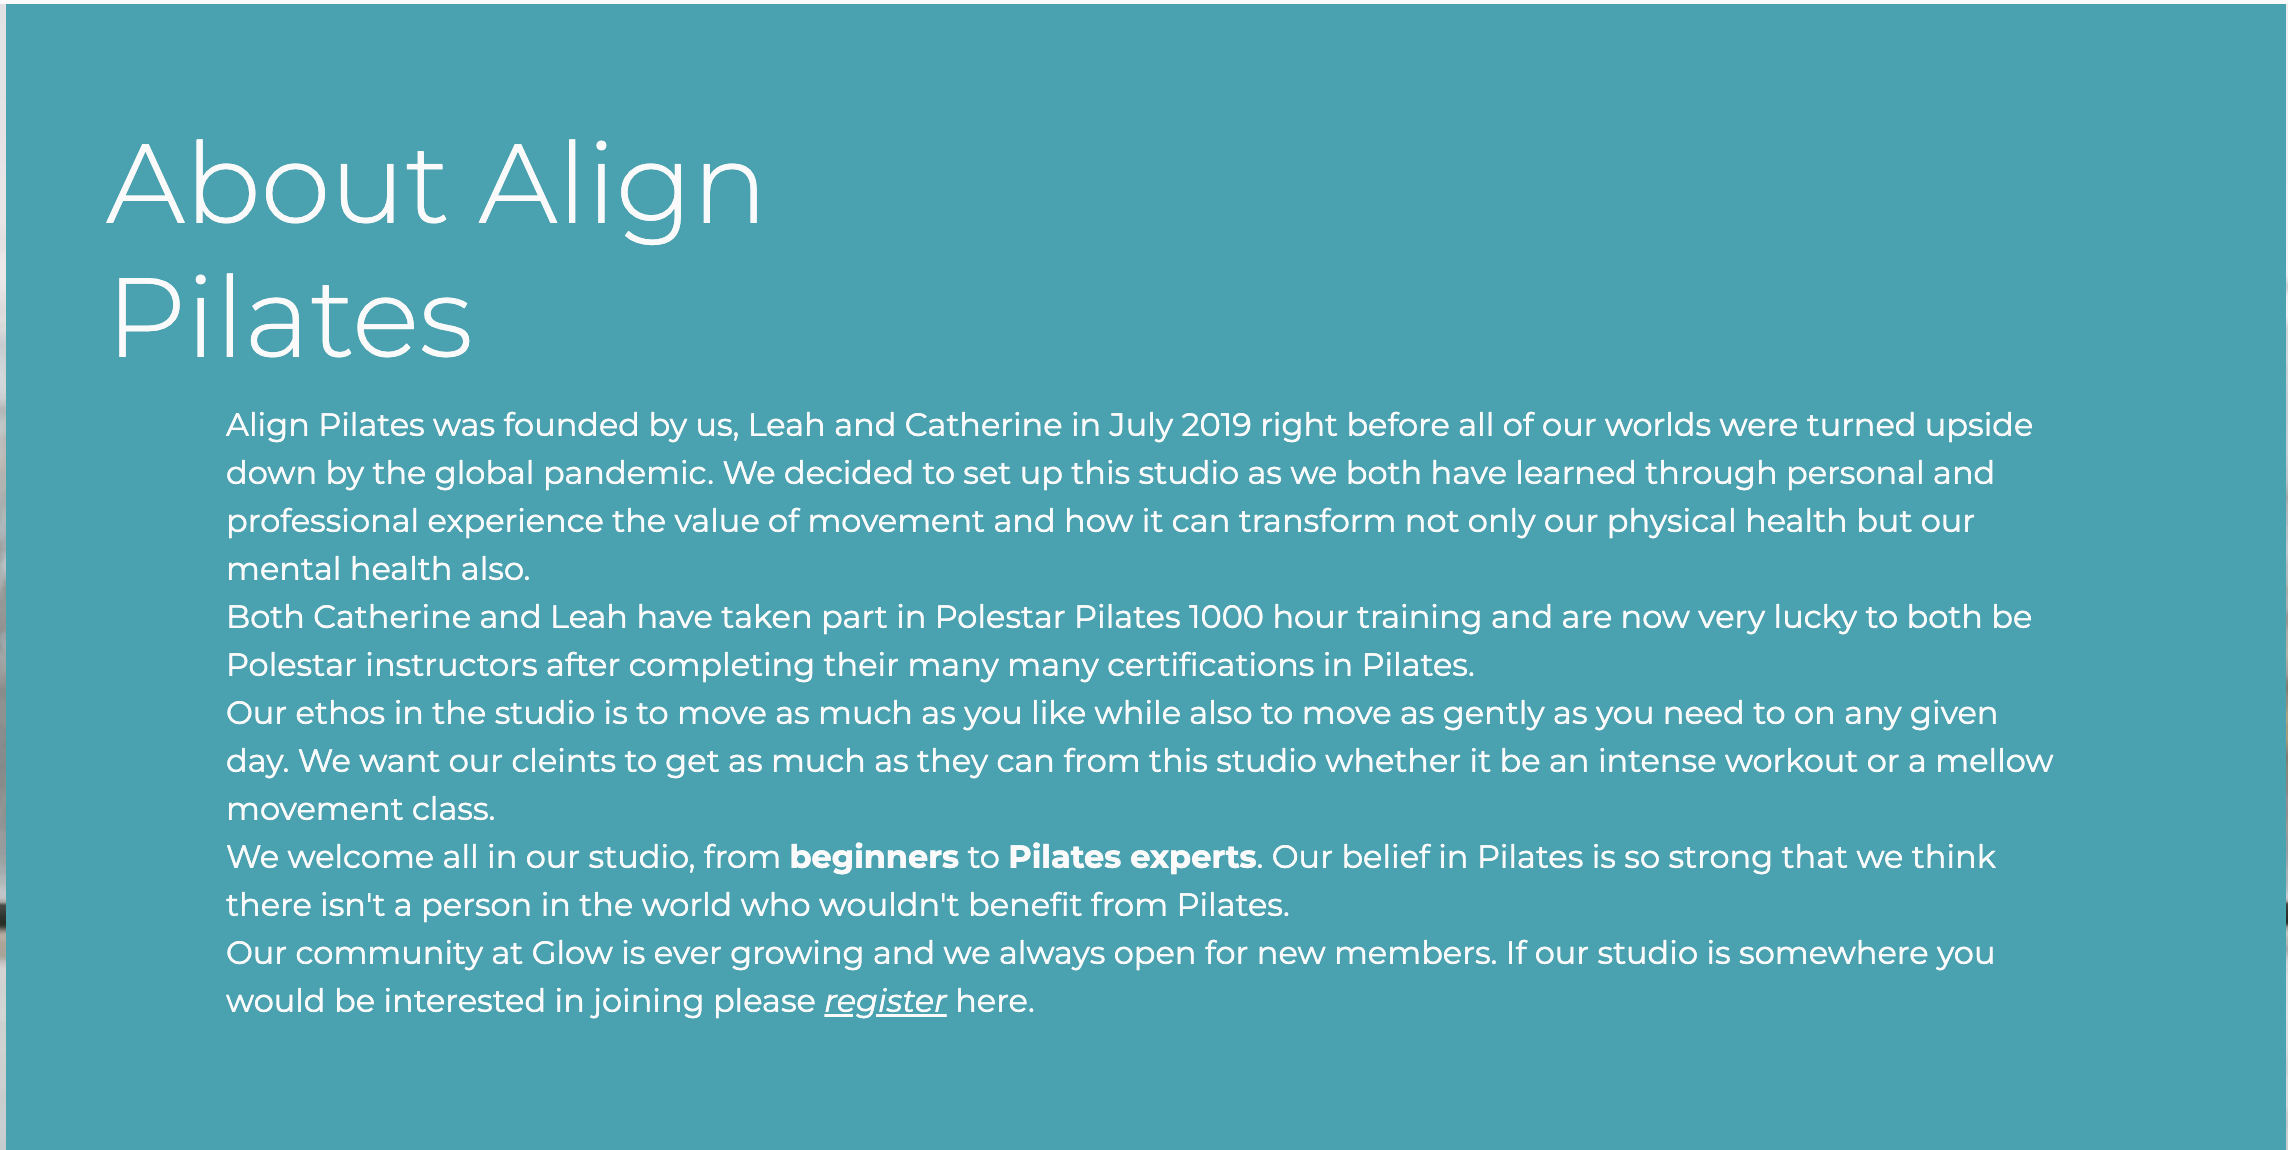 About Align
Pilates
Align Pilates was founded by us, Leah and Catherine in July 2019 right before all of our worlds were turned upside
down by the global pandemic. We decided to set up this studio as we both have learned through personal and
professional experience the value of movement and how it can transform not only our physical health but our
mental health also.
Both Catherine and Leah have taken part in Polestar Pilates 1000 hour training and are now very lucky to both be
Polestar instructors after completing their many many certifications in Pilates.
Our ethos in the studio is to move as much as you like while also to move as gently as you need to on any given
day. We want our cleints to get as much as they can from this studio whether it be an intense workout or a mellow
movement class.
We welcome all in our studio, from beginners to Pilates experts. Our belief in Pilates is so strong that we think
there isn't a person in the world who wouldn't benefit from Pilates.
Our community at Glow is ever growing and we always open for new members. If our studio is somewhere you
would be interested in joining please register here.